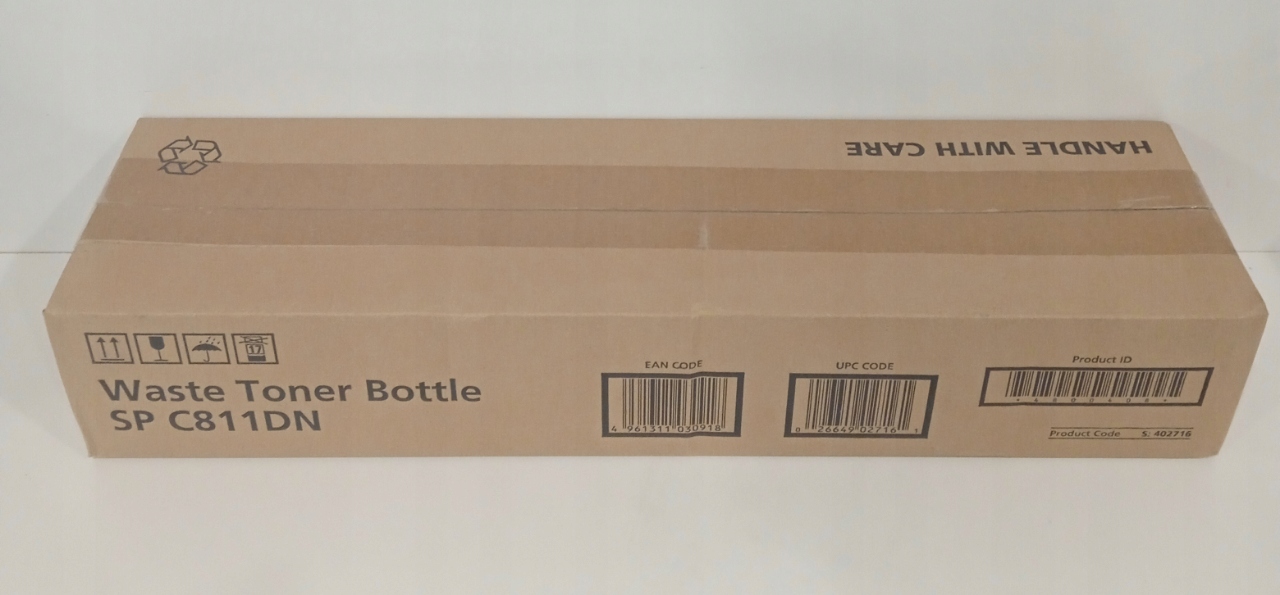 HANDLE WITH CARE
17
Waste Toner Bottle
SP C811DN
EAN CODE
4 961311 030918
UPC CODE
0 26649 02716 1
Product ID
Product Code S: 402716